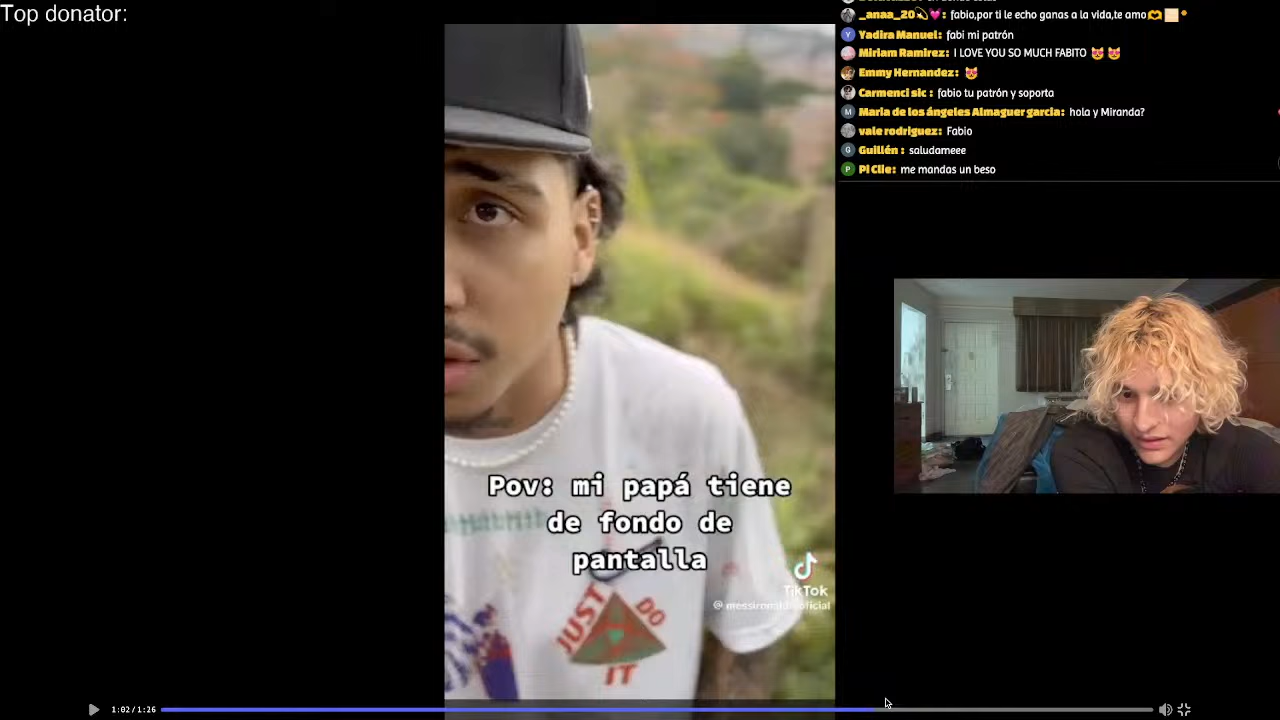 Top donator:
_anaa_20💫💓: fabio,por ti le echo ganas a la vida,te amo🫶
Yadira Manuel: fabi mi patrón
Miriam Ramirez: I LOVE YOU SO MUCH FABITO 😻 😻
Emmy Hernandez: 😻
Carmenci sic : fabio tu patrón y soporta
M Maria de los ángeles Almaguer garcia: hola y Miranda?
vale rodriguez: Fabio
G Guillén : saludameee
P Pi Clie: me mandas un beso
Pov: mi papá tiene
de fondo de
pantalla
TikTok
JUST DO
IT
1:02/1:26